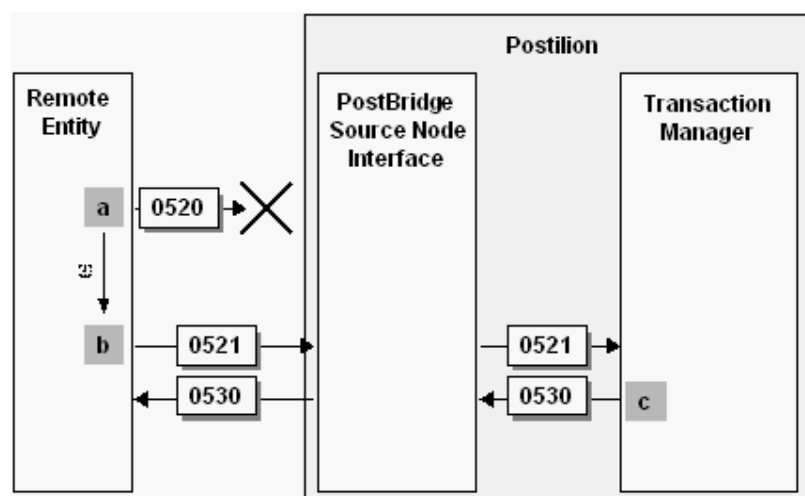 Postilion
Remote
Entity
PostBridge
Source Node
Interface
Transaction
Manager
a
0520
b
0521
0521
0530
0530
c